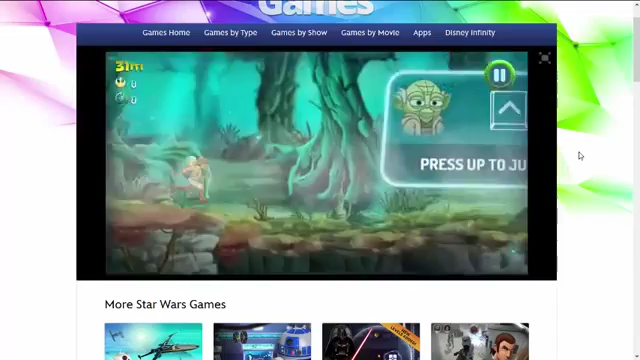 Games
Games Home Games by Type Games by Show Games by Movie Apps Disney Infinity
31m
0
0
PRESS UP TO JU
More Star Wars Games